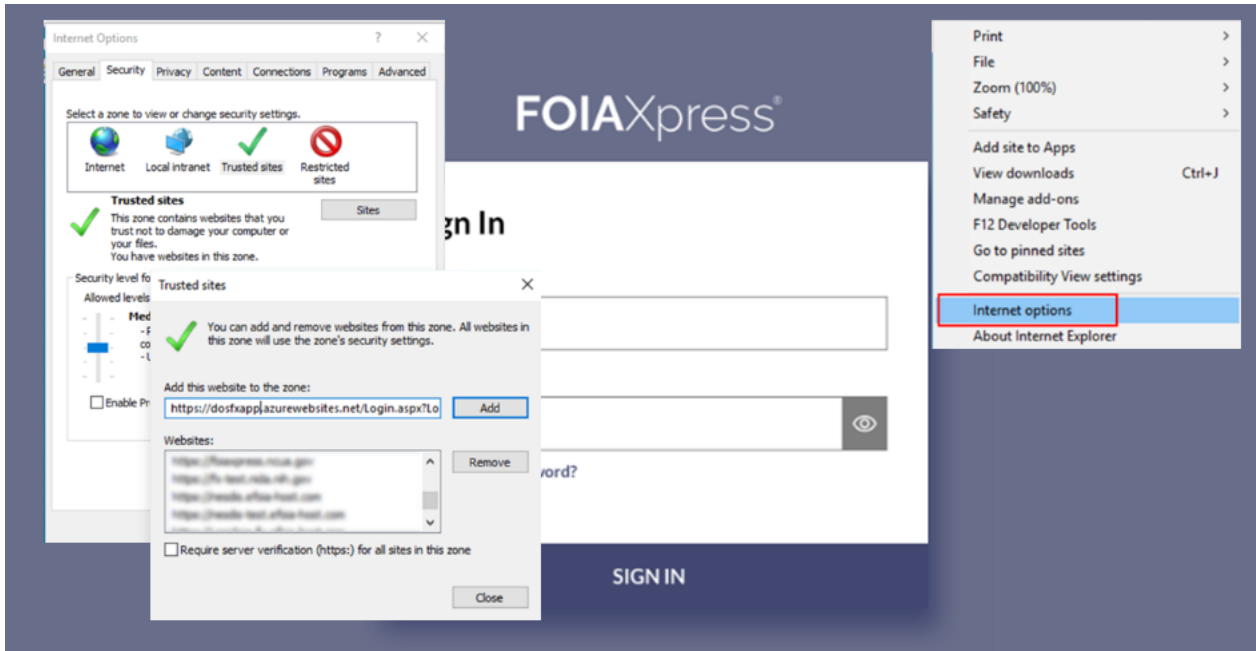 Internet Options
?
General Security Privacy Content Connections Programs Advanced
Select a zone to view or change security settings.
Internet
Local intranet
Trusted sites
Restricted
sites
Trusted sites
This zone contains websites that you
trust not to damage your computer or
your files.
You have websites in this zone.
Sites
Security level fo
Allowed levels
Med
Enable Pr
Trusted sites
You can add and remove websites from this zone. All websites in
this zone will use the zone's security settings.
Add this website to the zone:
https://dosfxapp.azurewebsites.net/Login.aspx?Lo
Add
Websites:
Remove
Require server verification (https:) for all sites in this zone
Close
FOIAXpress®
gn In
word?
SIGN IN
Print
File
Zoom (100%)
Safety
Add site to Apps
View downloads Ctrl+J
Manage add-ons
F12 Developer Tools
Go to pinned sites
Compatibility View settings
Internet options
About Internet Explorer